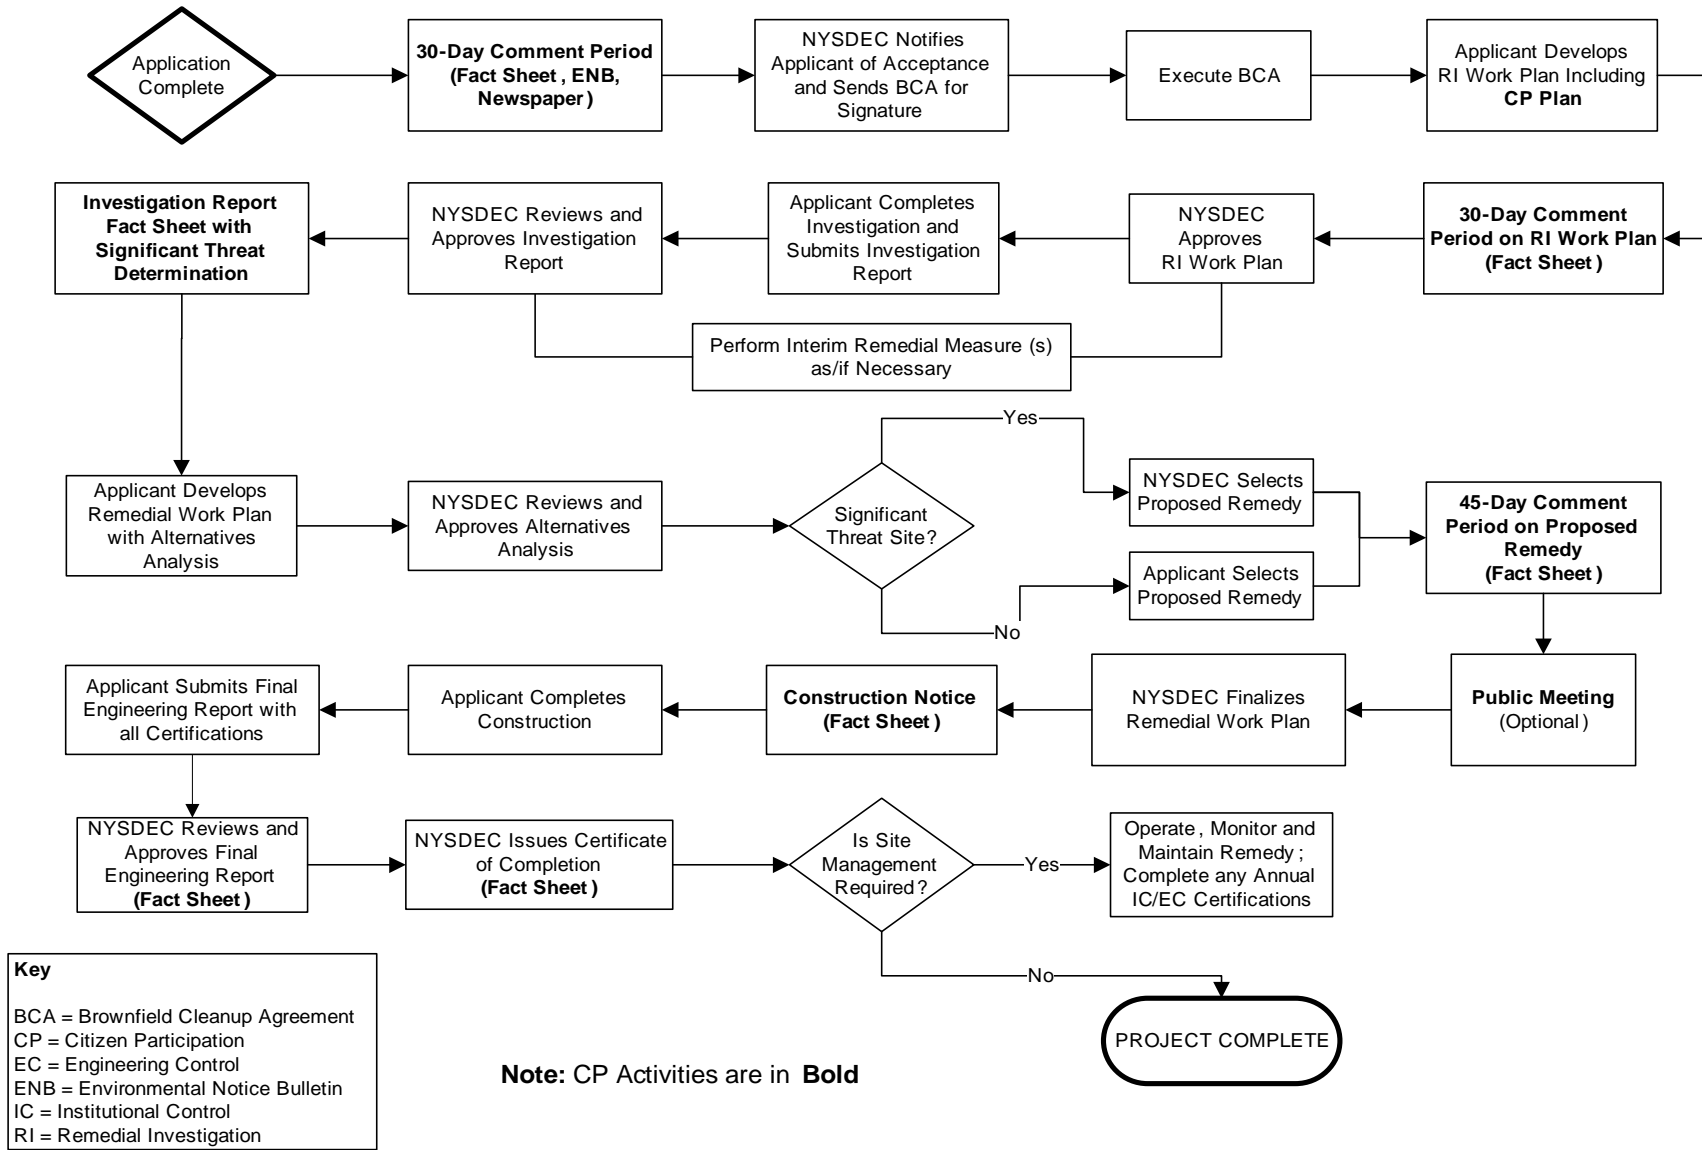 Application
Complete
30-Day Comment Period
(Fact Sheet, ENB,
Newspaper)
NYSDEC Notifies
Applicant of Acceptance
and Sends BCA for
Signature
Execute BCA
Applicant Develops
RI Work Plan Including
CP Plan
Investigation Report
Fact Sheet with
Significant Threat
Determination
NYSDEC Reviews and
Approves Investigation
Report
Applicant Completes
Investigation and
Submits Investigation
Report
NYSDEC
Approves
RI Work Plan
30-Day Comment
Period on RI Work Plan
(Fact Sheet)
Perform Interim Remedial Measure (s)
as/if Necessary
Applicant Develops
Remedial Work Plan
with Alternatives
Analysis
NYSDEC Reviews and
Approves Alternatives
Analysis
Significant
Threat Site?
Yes
No
NYSDEC Selects
Proposed Remedy
Applicant Selects
Proposed Remedy
45-Day Comment
Period on Proposed
Remedy
(Fact Sheet)
Applicant Submits Final
Engineering Report with
all Certifications
Applicant Completes
Construction
Construction Notice
(Fact Sheet)
NYSDEC Finalizes
Remedial Work Plan
Public Meeting
(Optional)
NYSDEC Reviews and
Approves Final
Engineering Report
(Fact Sheet)
NYSDEC Issues Certificate
of Completion
(Fact Sheet)
Is Site
Management
Required?
Yes
No
Operate, Monitor and
Maintain Remedy;
Complete any Annual
IC/EC Certifications
PROJECT COMPLETE
Key
BCA = Brownfield Cleanup Agreement
CP = Citizen Participation
EC = Engineering Control
ENB = Environmental Notice Bulletin
IC = Institutional Control
RI = Remedial Investigation
Note: CP Activities are in Bold